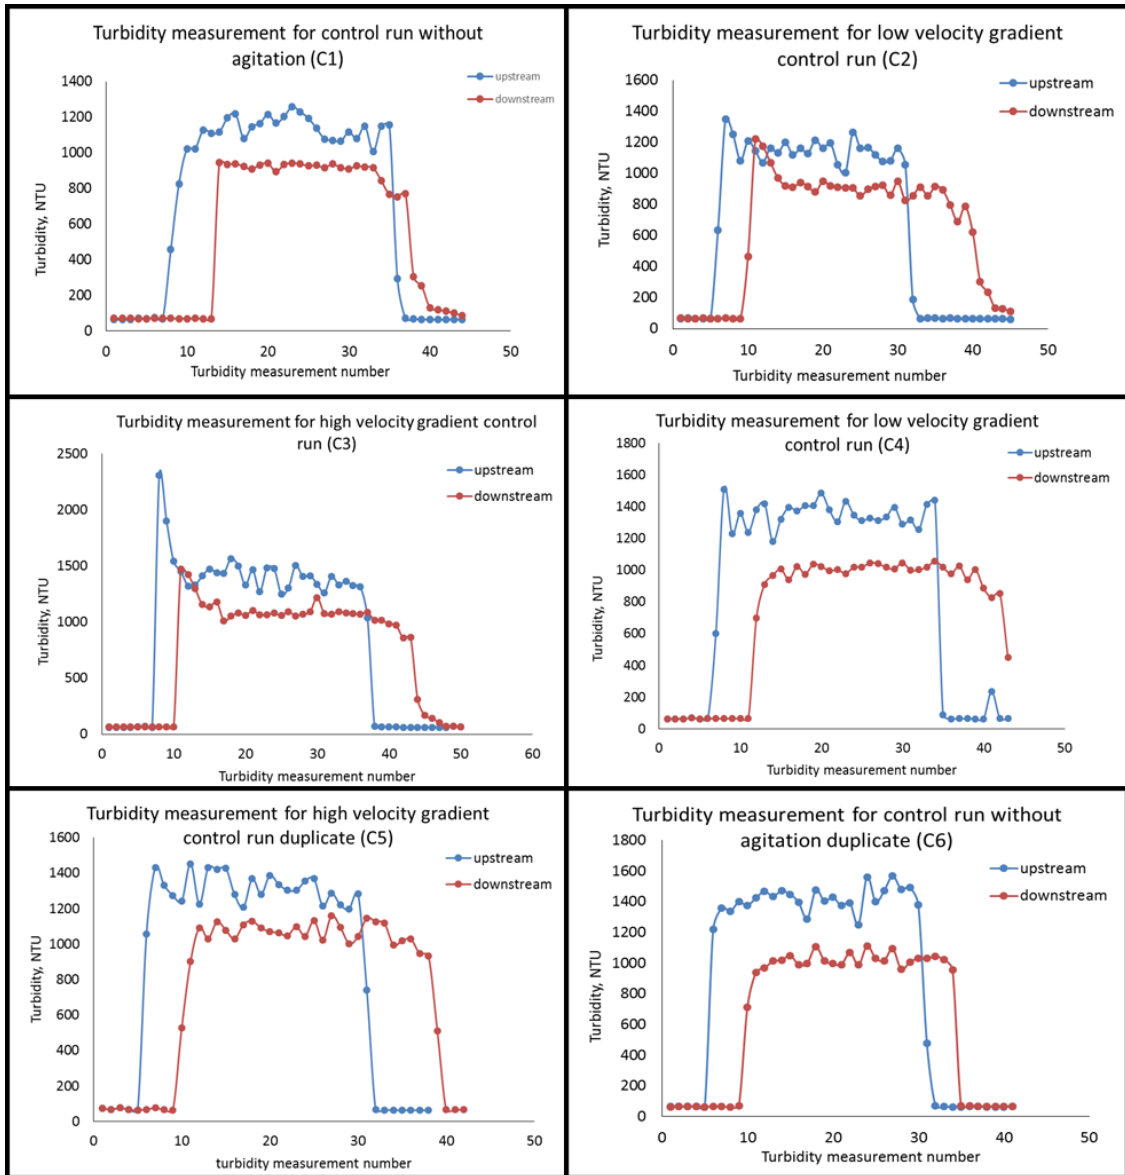 Turbidity measurement for control run without
agitation (C1)
upstream
downstream
1400
1200
1000
800
600
400
200
0
Turbidity, NTU
0 10 20 30 40 50
Turbidity measurement number
Turbidity measurement for low velocity gradient
control run (C2)
upstream
downstream
1600
1400
1200
1000
800
600
400
200
0
Turbidity, NTU
0 10 20 30 40 50
Turbidity measurement number
Turbidity measurement for high velocity gradient control
run (C3)
upstream
downstream
2500
2000
1500
1000
500
0
Turbidity, NTU
0 10 20 30 40 50 60
Turbidity measurement number
Turbidity measurement for low velocity gradient
control run (C4)
upstream
downstream
1800
1600
1400
1200
1000
800
600
400
200
0
Turbidity, NTU
0 10 20 30 40 50
Turbidity measurement number
Turbidity measurement for high velocity gradient
control run duplicate (C5)
upstream
downstream
1600
1400
1200
1000
800
600
400
200
0
Turbidity, NTU
0 10 20 30 40 50
turbidity measurement number
Turbidity measurement for control run without
agitation duplicate (C6)
upstream
downstream
1800
1600
1400
1200
1000
800
600
400
200
0
Turbidity, NTU
0 10 20 30 40 50
Turbidity measurement number